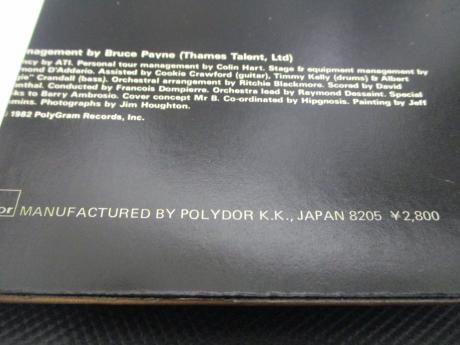 nagement by Bruce Payne (Thames Talent, Ltd)
ncy by ATI. Personal tour management by Colin Hart. Stage & equipment management by
mond D'Addario. Assisted by Cookie Crawford (guitar), Timmy Kelly (drums) & Albert
gie" Crandall (bass). Orchestral arrangement by Ritchie Blackmore. Scored by David
nthal. Conducted by Francois Dompierre. Orchestra lead by Raymond Dessaint. Special
ks to Barry Ambrosio. Cover concept Mr B. Co-ordinated by Hipgnosis. Painting by Jeff
mins. Photographs by Jim Houghton.
1982 PolyGram Records, Inc.
or MANUFACTURED BY POLYDOR K.K., JAPAN 8205 ¥2,800